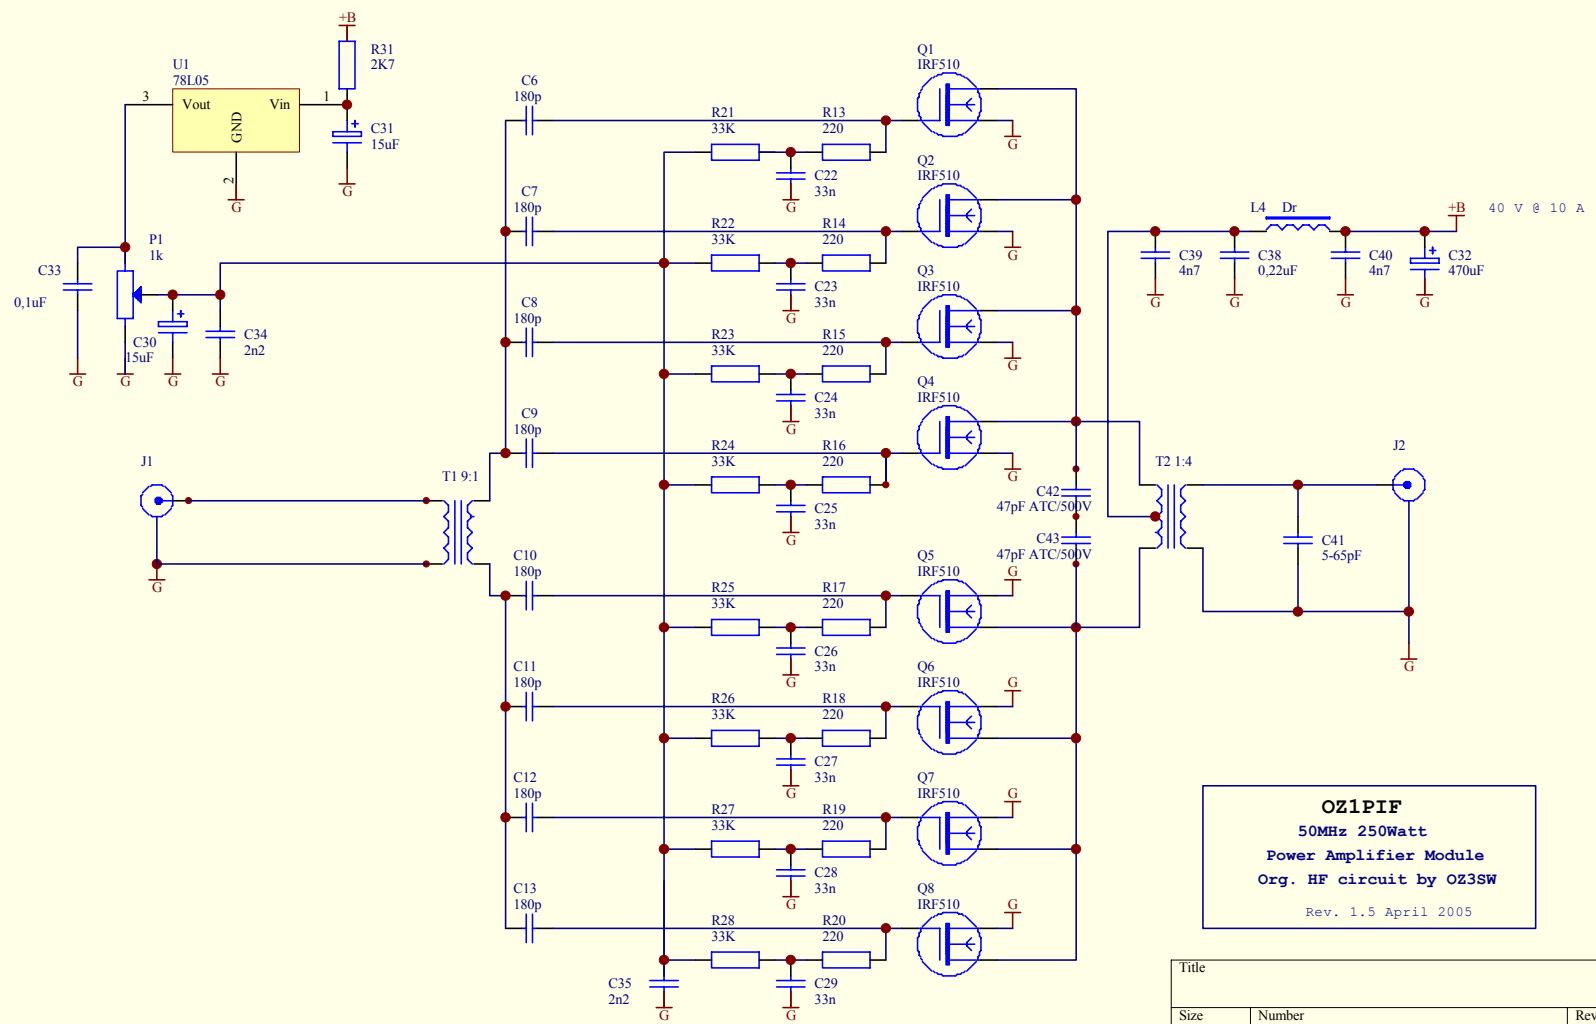 +B
R31
2K7
U1
78L05
3
Vout
Vin
1
GND
2
G
C31
15uF
G
P1
1k
C33
0,1uF
C30
15uF
C34
2n2
G
G
G
G
J1
G
T1 9:1
C6
180p
C7
180p
C8
180p
C9
180p
C10
180p
C11
180p
C12
180p
C13
180p
R21
33K
R13
220
C22
33n
G
R22
33K
R14
220
C23
33n
G
R23
33K
R15
220
C24
33n
G
R24
33K
R16
220
C25
33n
G
R25
33K
R17
220
C26
33n
G
R26
33K
R18
220
C27
33n
G
R27
33K
R19
220
C28
33n
G
R28
33K
R20
220
C29
33n
G
C35
2n2
G
Q1
IRF510
G
Q2
IRF510
G
Q3
IRF510
G
Q4
IRF510
G
C42
47pF ATC/500V
C43
47pF ATC/500V
Q5
IRF510
G
Q6
IRF510
G
Q7
IRF510
G
Q8
IRF510
G
L4 Dr
+B
40 V @ 10 A
C39
4n7
G
C38
0,22uF
G
C40
4n7
G
C32
470uF
G
T2 1:4
J2
C41
5-65pF
G
OZ1PIF
50MHz 250Watt
Power Amplifier Module
Org. HF circuit by OZ3SW
Rev. 1.5 April 2005
Title
Size
Number
Rev